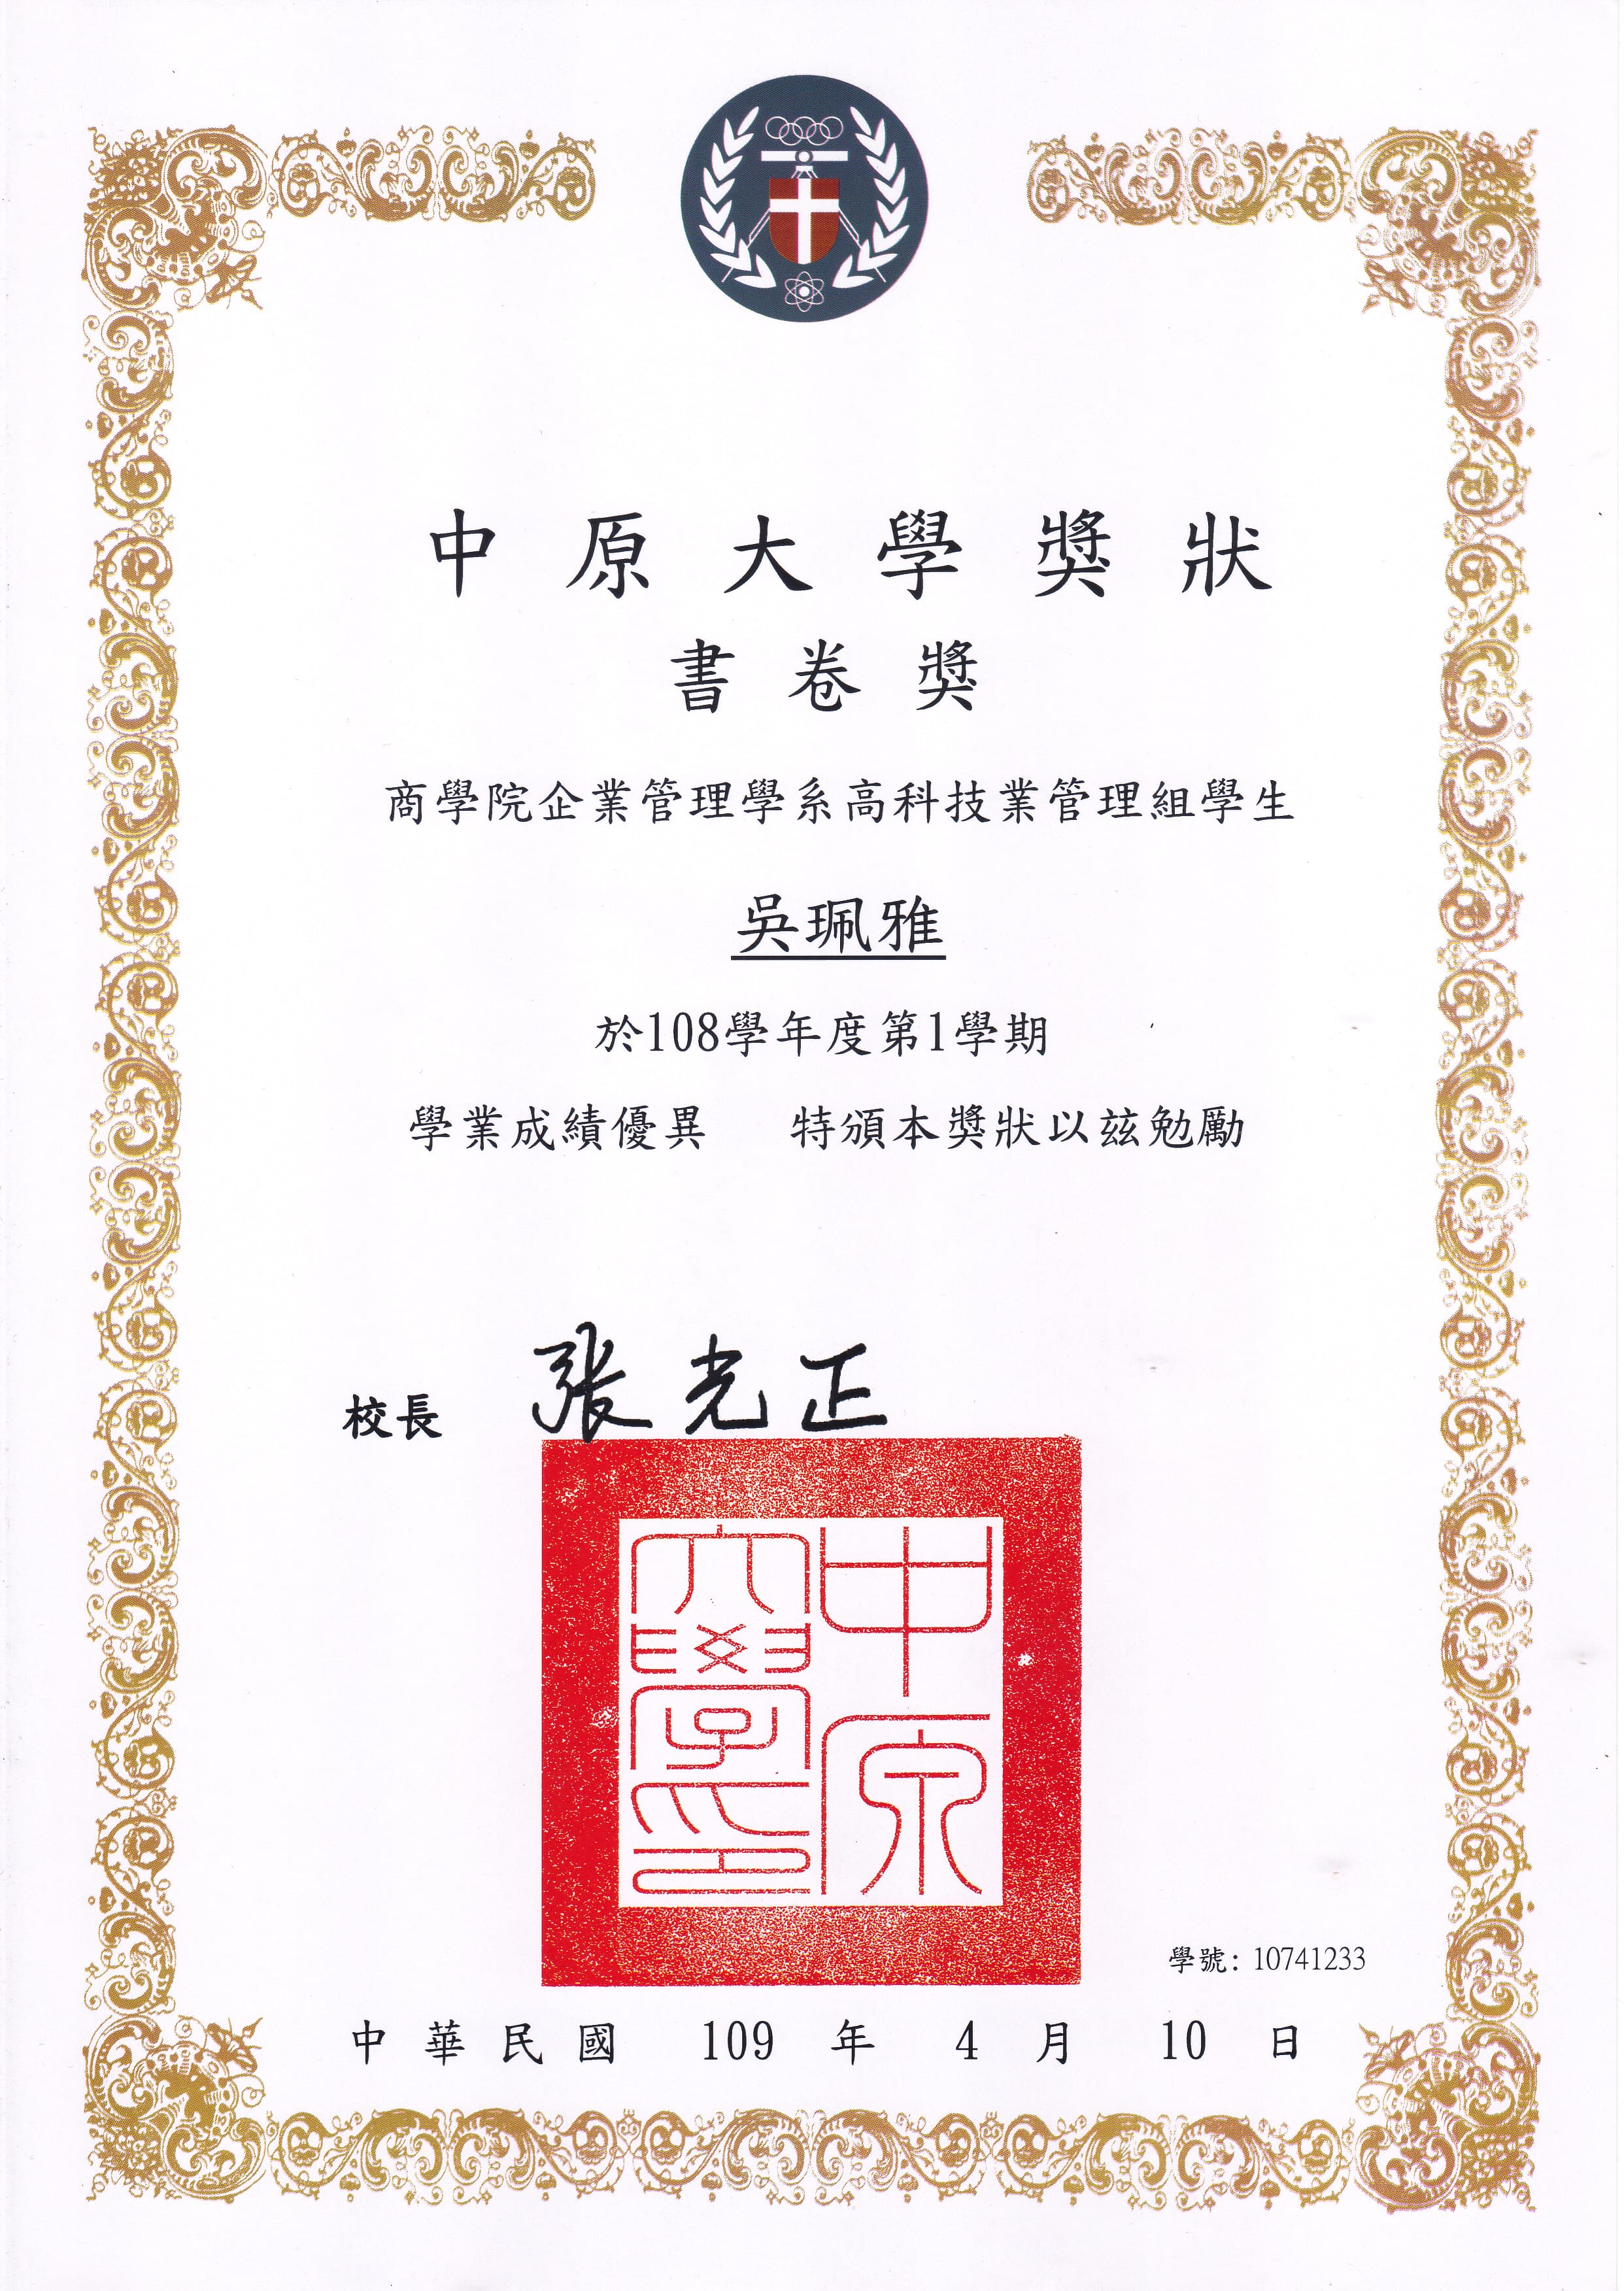 中原大學獎狀
書卷獎
商學院企業管理學系高科技業管理組學生
吳珮雅
於108學年度第1學期
學業成績優異 特頒本獎狀以茲勉勵
校長 張光正
中原
大學印
學號：10741233
中華民國 109 年 4 月 10 日